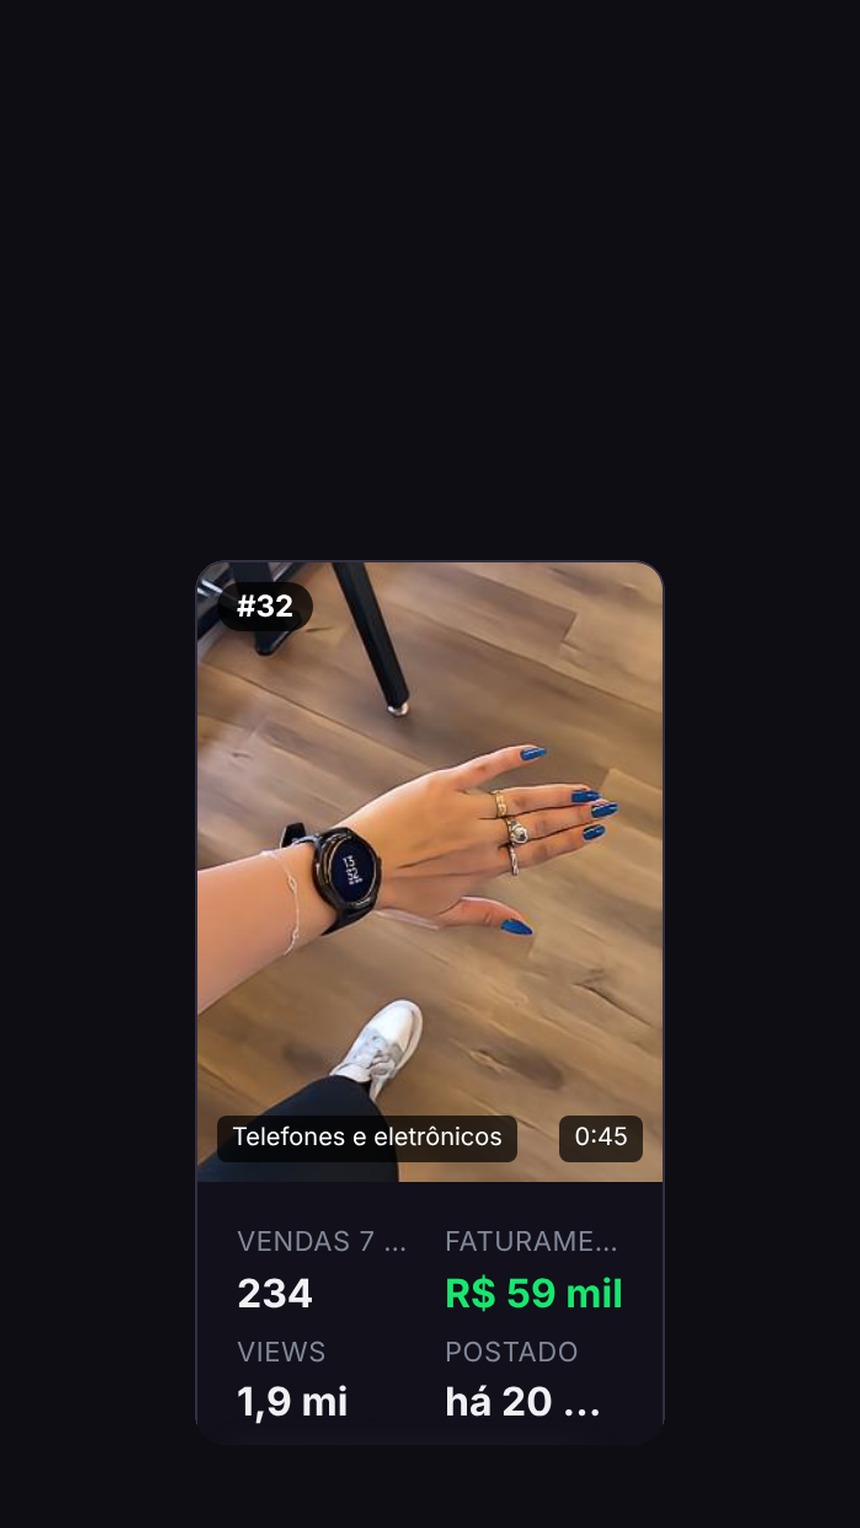 #32
Telefones e eletrônicos
0:45
VENDAS 7 ...
FATURAME...
234
R$ 59 mil
VIEWS
POSTADO
1,9 mi
há 20 ...